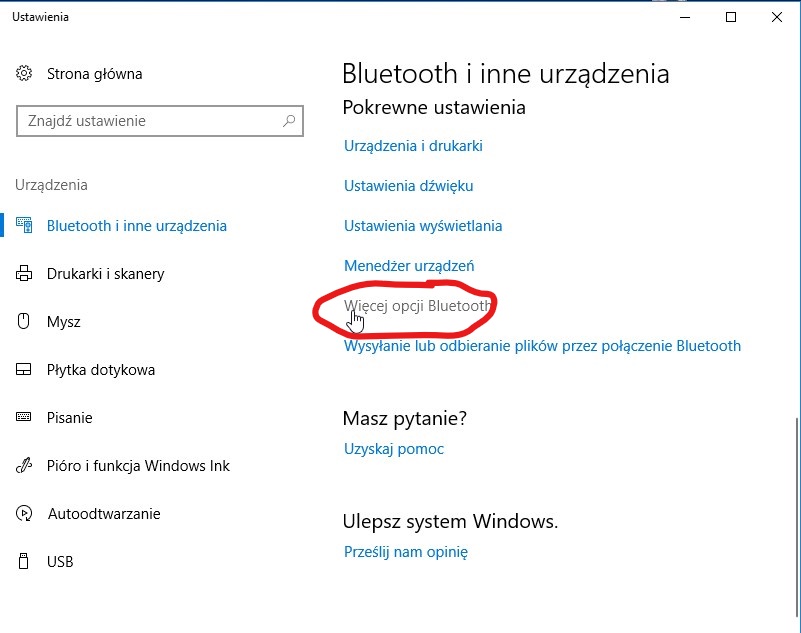 Ustawienia
Strona główna
Znajdź ustawienie
Urządzenia
Bluetooth i inne urządzenia
Drukarki i skanery
Mysz
Płytka dotykowa
Pisanie
Pióro i funkcja Windows Ink
Autoodtwarzanie
USB
Bluetooth i inne urządzenia
Pokrewne ustawienia
Urządzenia i drukarki
Ustawienia dźwięku
Ustawienia wyświetlania
Menedżer urządzeń
Więcej opcji Bluetooth
Wysyłanie lub odbieranie plików przez połączenie Bluetooth
Masz pytanie?
Uzyskaj pomoc
Ulepsz system Windows.
Prześlij nam opinię